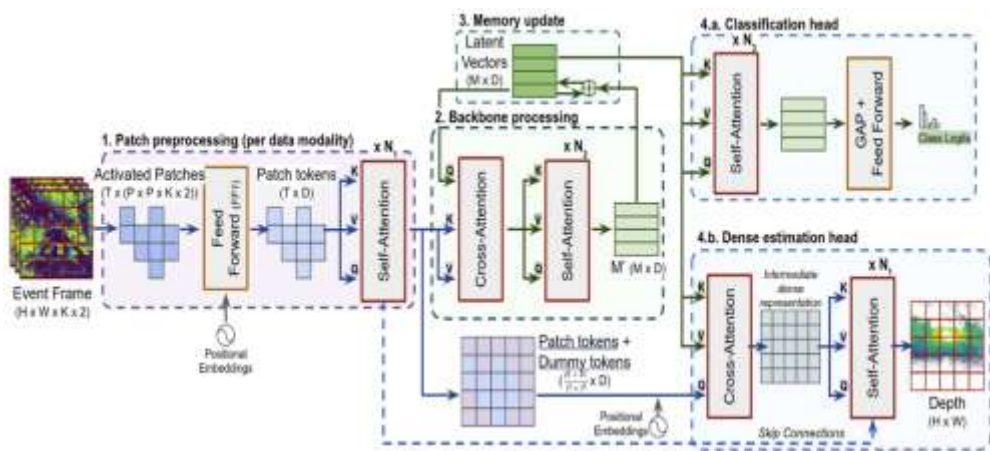 3. Memory update
Latent
Vectors
(M x D)
4.a. Classification head
x N
K
V
Q
Self-Attention
GAP +
Feed Forward
Class Logits
1. Patch preprocessing (per data modality)
Activated Patches
(T x (P x P x K x 2))
Feed
Forward (FF)
Patch tokens
(T x D)
x N₁
K
V
Q
Self-Attention
Event Frame
(H x W x K x 2)
Positional
Embeddings
2. Backbone processing
Q
K
V
Cross-Attention
x N
K
V
Q
Self-Attention
M' (M x D)
Patch tokens +
Dummy tokens
Positional
Embeddings
4.b. Dense estimation head
K
V
Q
Cross-Attention
Intermediate
dense
representation
x N₁
K
V
Q
Self-Attention
Depth
(H x W)
Skip Connections